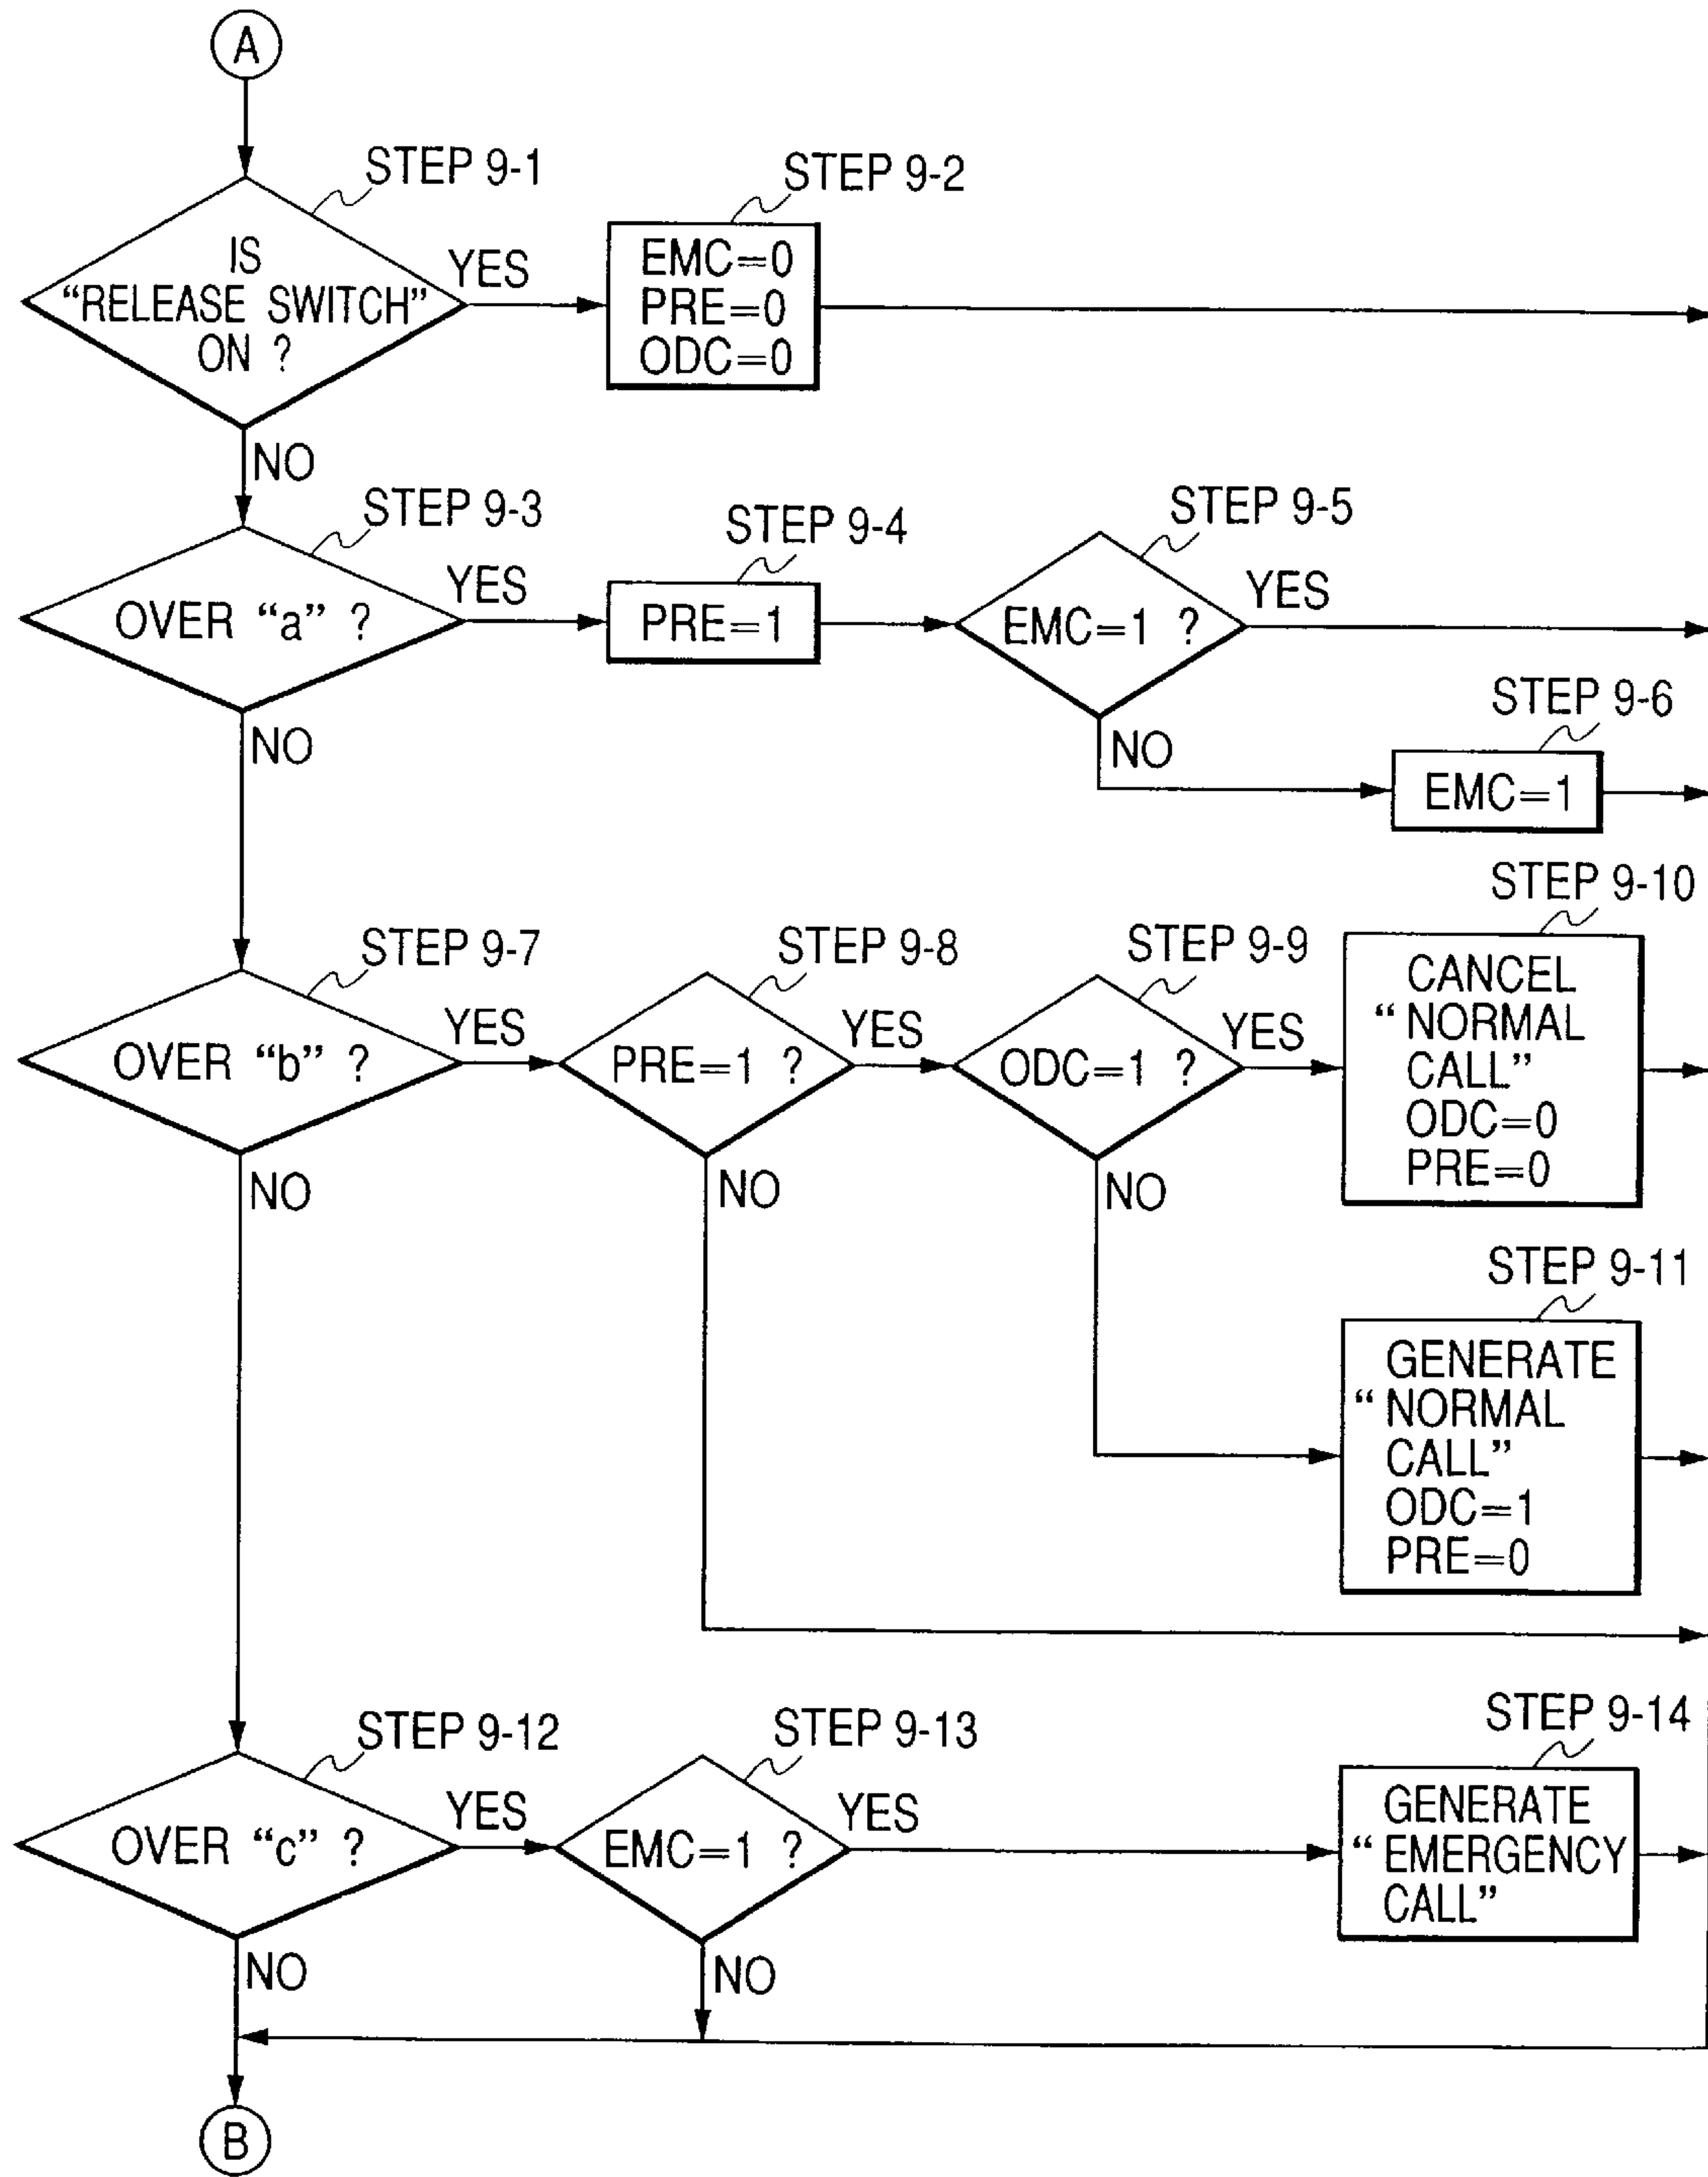 A
STEP 9-1
IS
“RELEASE SWITCH”
ON ?
YES
NO
STEP 9-2
EMC=0
PRE=0
ODC=0
STEP 9-3
OVER “a” ?
YES
NO
STEP 9-4
PRE=1
STEP 9-5
EMC=1 ?
YES
NO
STEP 9-6
EMC=1
STEP 9-7
OVER “b” ?
YES
NO
STEP 9-8
PRE=1 ?
YES
NO
STEP 9-9
ODC=1 ?
YES
NO
STEP 9-10
CANCEL
“ NORMAL
CALL”
ODC=0
PRE=0
STEP 9-11
GENERATE
“ NORMAL
CALL”
ODC=1
PRE=0
STEP 9-12
OVER “c” ?
YES
NO
STEP 9-13
EMC=1 ?
YES
NO
STEP 9-14
GENERATE
“ EMERGENCY
CALL”
B